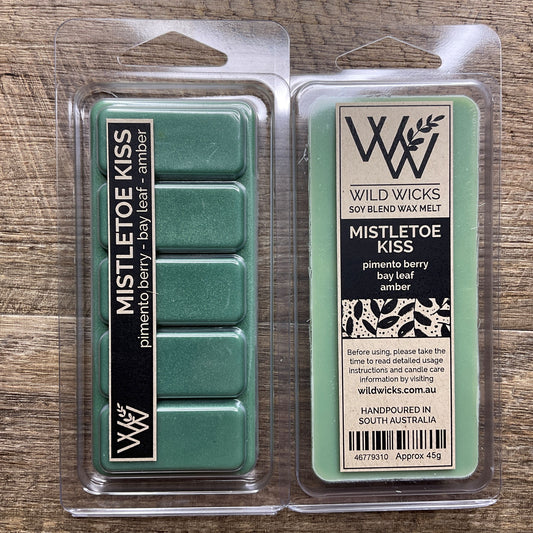 MISTLETOE KISS
pimento berry - bay leaf - amber
WW
WW
WILD WICKS
SOY BLEND WAX MELT
MISTLETOE
KISS
pimento berry
bay leaf
amber
Before using, please take the
time to read detailed usage
instructions and candle care
information by visiting
wildwicks.com.au
HANDPOURED IN
SOUTH AUSTRALIA
46779310 Approx 45g